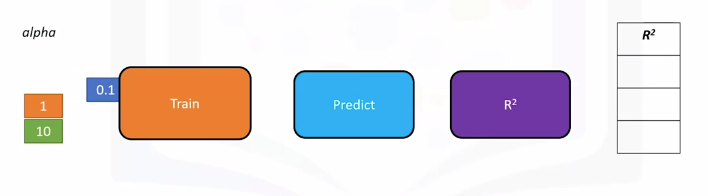 alpha
R²
0.1
1
10
Train
Predict
R²